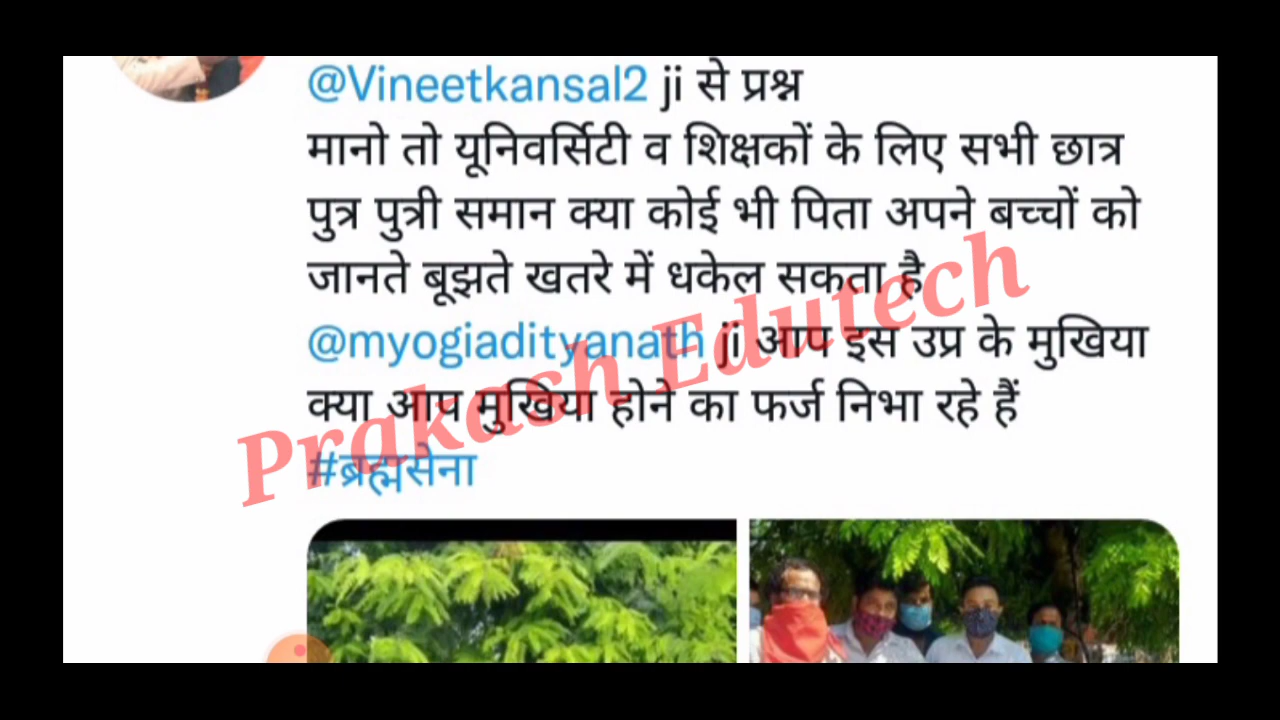 @Vineetkansal2 ji से प्रश्न
मानो तो यूनिवर्सिटी व शिक्षकों के लिए सभी छात्र
पुत्र पुत्री समान क्या कोई भी पिता अपने बच्चों को
जानते बूझते खतरे में धकेल सकता है
@myogiadityanath ji आप इस उप्र के मुखिया
क्या आप मुखिया होने का फर्ज निभा रहे हैं
#ब्रह्मसेना
Prakash Edutech